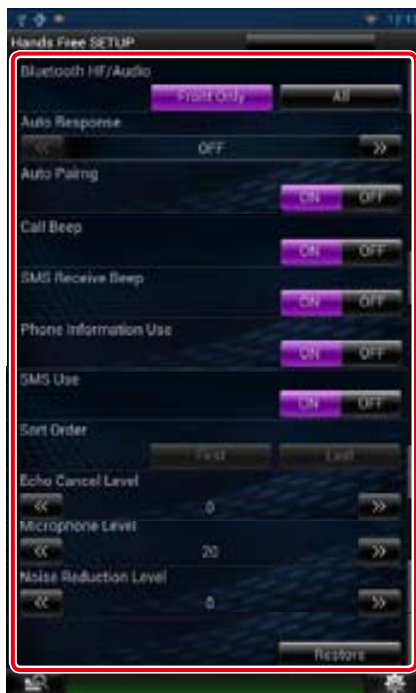 Hands Free SETUP
Bluetooth HF/Audio
Front Only All
Auto Response
OFF
Auto Pairng
ON OFF
Call Beep
ON OFF
SMS Receive Beep
ON OFF
Phone Information Use
ON OFF
SMS Use
ON OFF
Sort Order
First Last
Echo Cancel Level
0
Microphone Level
20
Noise Reduction Level
0
Restore